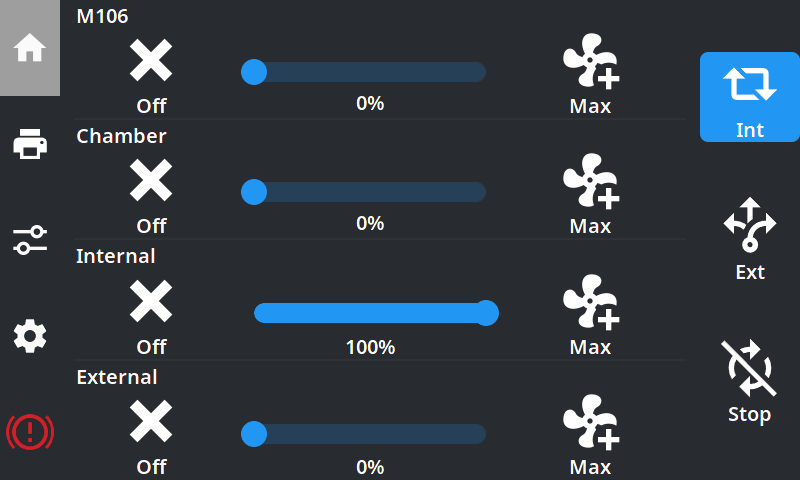 M106
Off
0%
Max
Chamber
Off
0%
Max
Internal
Off
100%
Max
External
Off
0%
Max
Int
Ext
Stop